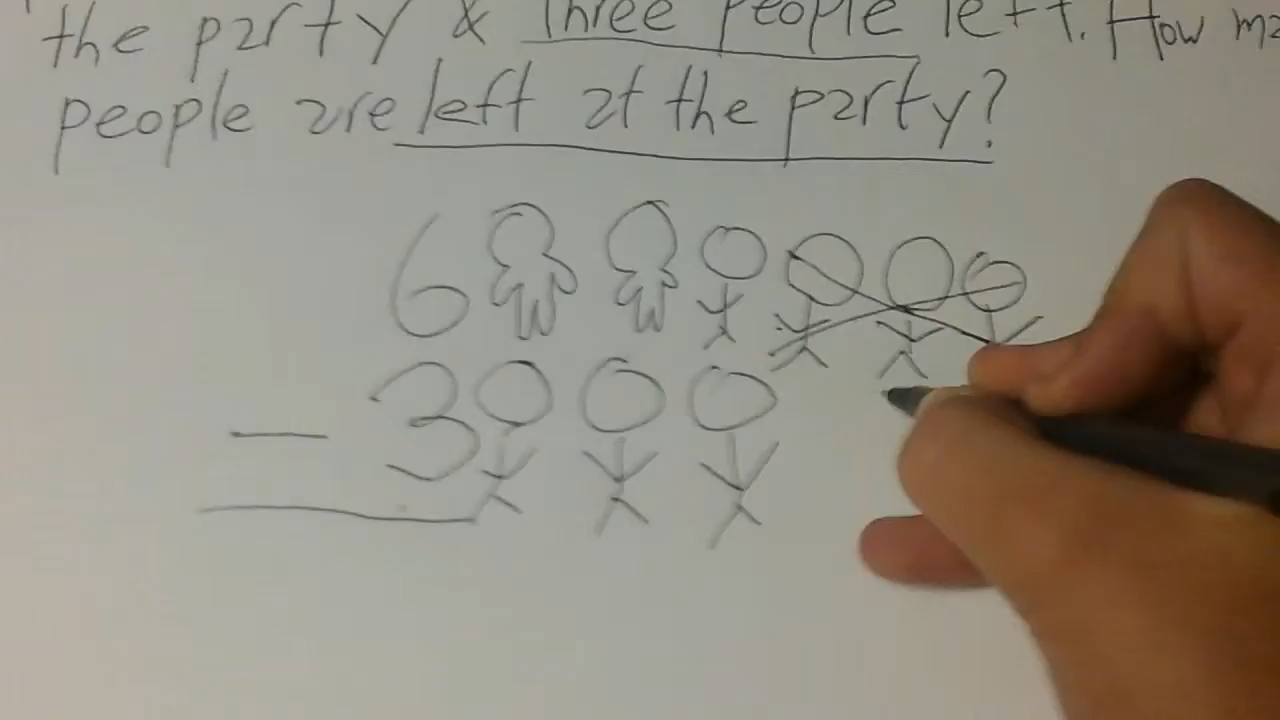 the party & Three people left. How
people are left at the party?
6
- 3